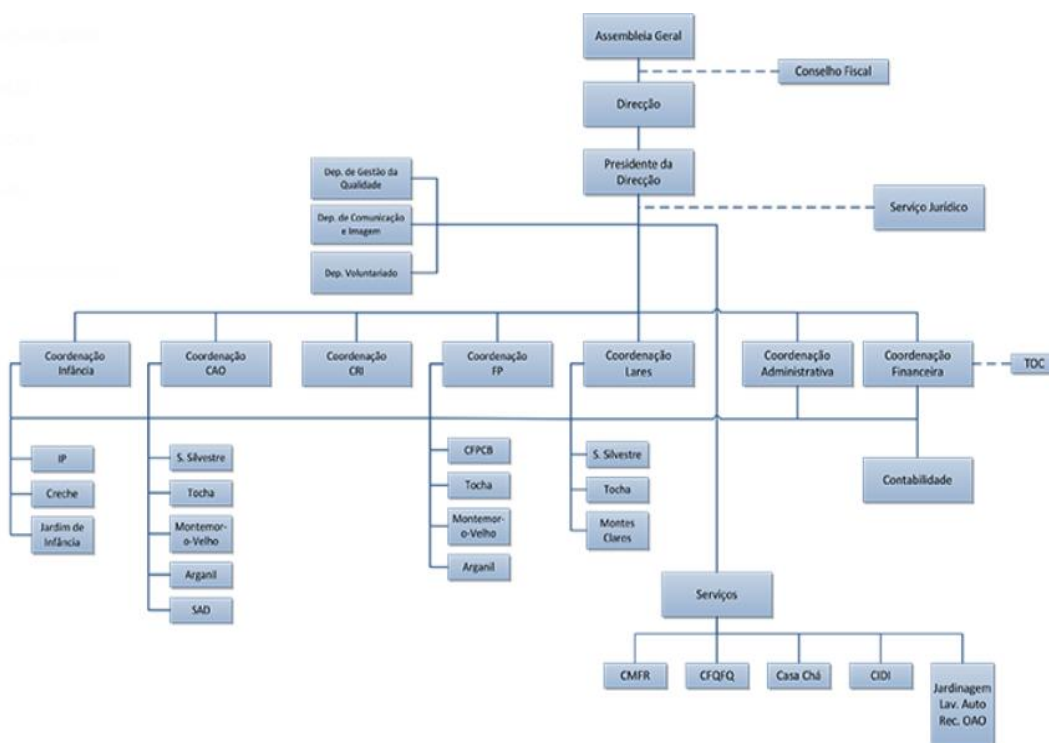 Assembleia Geral
Conselho Fiscal
Direcção
Presidente da
Direcção
Dep. de Gestão da
Qualidade
Serviço Jurídico
Dep. de Comunicação
e Imagem
Dep. Voluntariado
Coordenação
Infância
Coordenação
CAO
Coordenação
CRI
Coordenação
FP
Coordenação
Lares
Coordenação
Administrativa
Coordenação
Financeira
TOC
IP
Creche
Jardim de
Infância
S. Silvestre
Tocha
Montemor-
o-Velho
Arganil
SAD
CFPCB
Tocha
Montemor-
o-Velho
Arganil
S. Silvestre
Tocha
Montes
Claros
Contabilidade
Serviços
CMFR
CFQFQ
Casa Chá
CIDI
Jardinagem
Lav. Auto
Rec. OAO